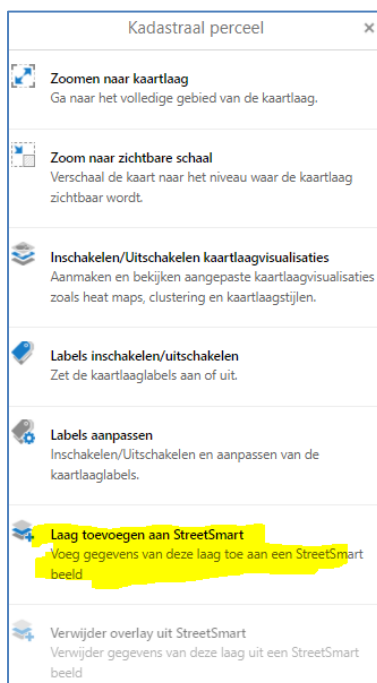 Kadastraal perceel ×
Zoomen naar kaartlaag
Ga naar het volledige gebied van de kaartlaag.
Zoom naar zichtbare schaal
Verschaal de kaart naar het niveau waar de kaartlaag
zichtbaar wordt.
Inschakelen/Uitschakelen kaartlaagvisualisaties
Aanmaken en bekijken aangepaste kaartlaagvisualisaties
zoals heat maps, clustering en kaartlaagstijlen.
Labels inschakelen/uitschakelen
Zet de kaartlaaglabels aan of uit.
Labels aanpassen
Inschakelen/Uitschakelen en aanpassen van de
kaartlaaglabels.
Laag toevoegen aan StreetSmart
Voeg gegevens van deze laag toe aan een StreetSmart
beeld
Verwijder overlay uit StreetSmart
Verwijder gegevens van deze laag uit een StreetSmart
beeld